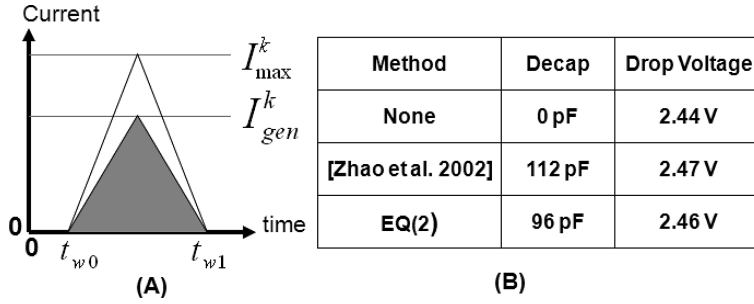 Current
I^k_max
I^k_gen
0
0
t_w0
t_w1
time
(A)
Method Decap Drop Voltage
None 0 pF 2.44 V
[Zhao et al. 2002] 112 pF 2.47 V
EQ(2) 96 pF 2.46 V
(B)